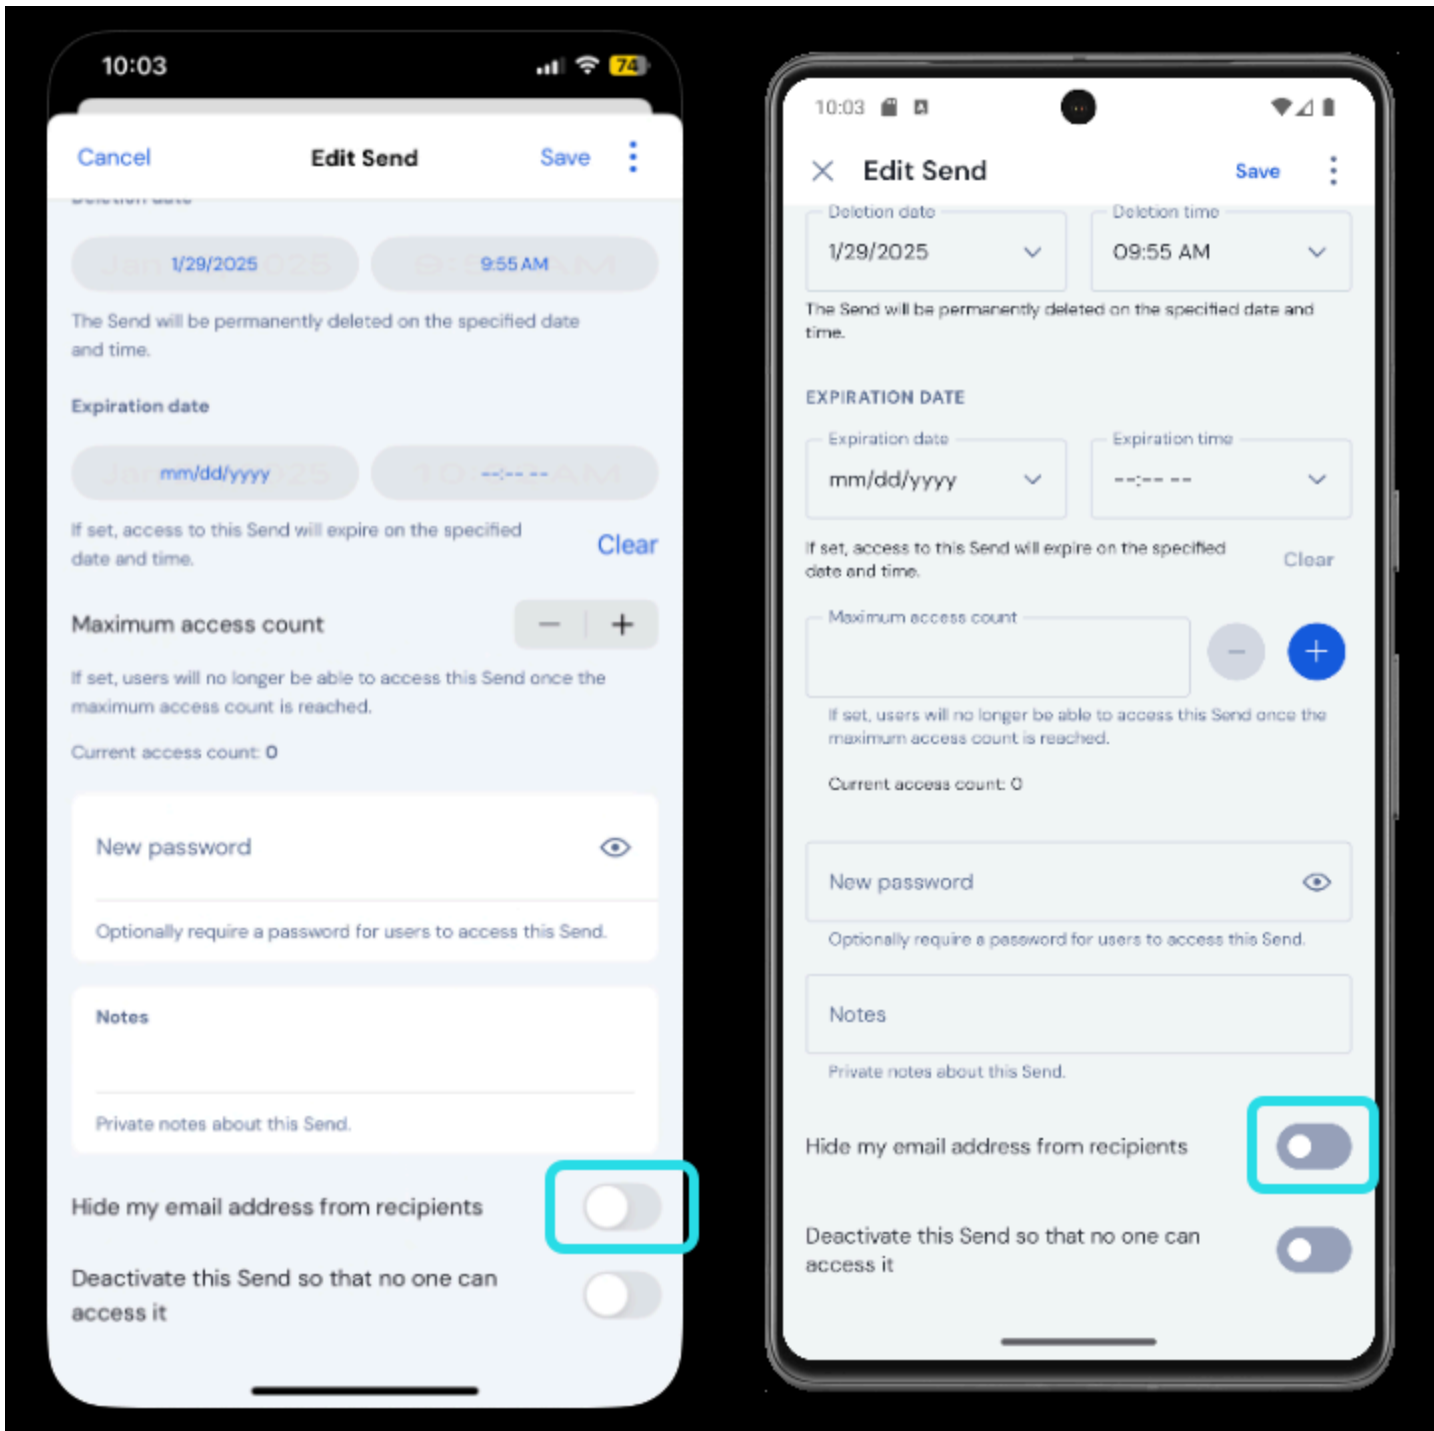 10:03
74
Cancel
Edit Send
Save
Deletion date
1/29/2025
9:55 AM
The Send will be permanently deleted on the specified date
and time.
Expiration date
mm/dd/yyyy
--:-- --
If set, access to this Send will expire on the specified
date and time.
Clear
Maximum access count
− +
If set, users will no longer be able to access this Send once the
maximum access count is reached.
Current access count: 0
New password
Optionally require a password for users to access this Send.
Notes
Private notes about this Send.
Hide my email address from recipients
Deactivate this Send so that no one can
access it
10:03
Edit Send
Save
Deletion date
1/29/2025
Deletion time
09:55 AM
The Send will be permanently deleted on the specified date and
time.
EXPIRATION DATE
Expiration date
mm/dd/yyyy
Expiration time
--:-- --
If set, access to this Send will expire on the specified
date and time.
Clear
Maximum access count
− +
If set, users will no longer be able to access this Send once the
maximum access count is reached.
Current access count: 0
New password
Optionally require a password for users to access this Send.
Notes
Private notes about this Send.
Hide my email address from recipients
Deactivate this Send so that no one can
access it